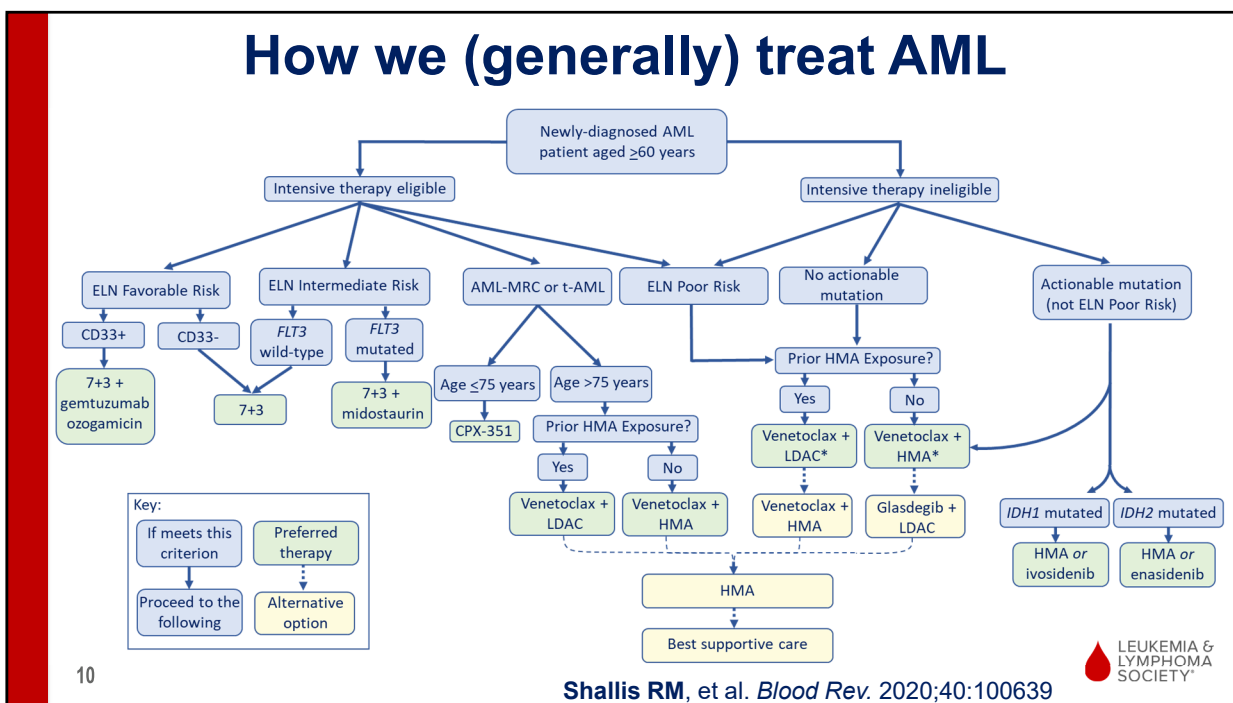 How we (generally) treat AML
Newly-diagnosed AML
patient aged ≥60 years
Intensive therapy eligible
Intensive therapy ineligible
ELN Favorable Risk
ELN Intermediate Risk
AML-MRC or t-AML
ELN Poor Risk
No actionable
mutation
Actionable mutation
(not ELN Poor Risk)
CD33+
CD33-
FLT3
wild-type
FLT3
mutated
Prior HMA Exposure?
7+3 +
gemtuzumab
ozogamicin
7+3
7+3 +
midostaurin
Age ≤75 years
Age >75 years
Yes
No
CPX-351
Prior HMA Exposure?
Venetoclax +
LDAC*
Venetoclax +
HMA*
Yes
No
Venetoclax +
LDAC
Venetoclax +
HMA
Venetoclax +
HMA
Glasdegib +
LDAC
IDH1 mutated
IDH2 mutated
HMA or
ivosidenib
HMA or
enasidenib
HMA
Best supportive care
Key:
If meets this
criterion
Preferred
therapy
Proceed to the
following
Alternative
option
10
Shallis RM, et al. Blood Rev. 2020;40:100639
LEUKEMIA &
LYMPHOMA
SOCIETY®